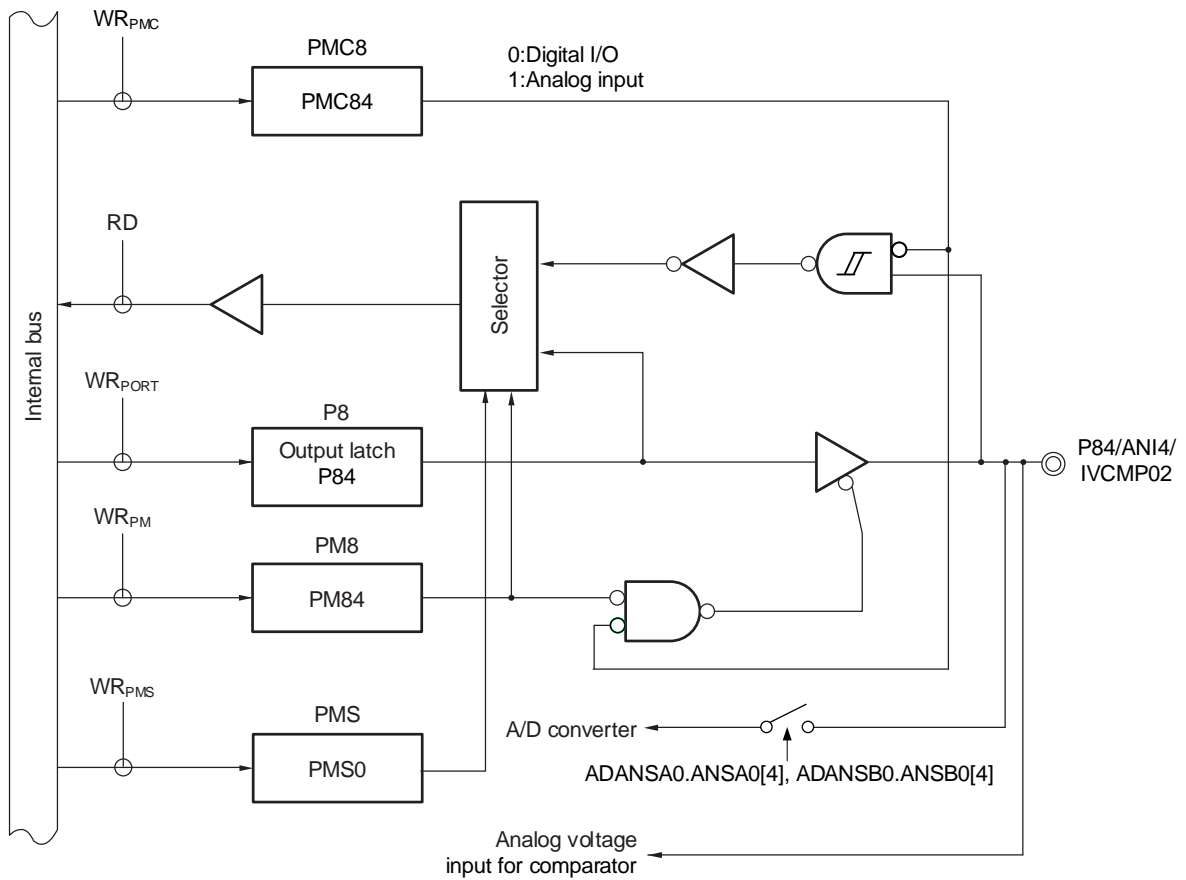 WRPMC
PMC8
PMC84
0:Digital I/O
1:Analog input
RD
Selector
Internal bus
WRPORT
P8
Output latch
P84
P84/ANI4/
IVCMP02
WRPM
PM8
PM84
WRPMS
PMS
PMS0
A/D converter
ADANSA0.ANSA0[4], ADANSB0.ANSB0[4]
Analog voltage
input for comparator